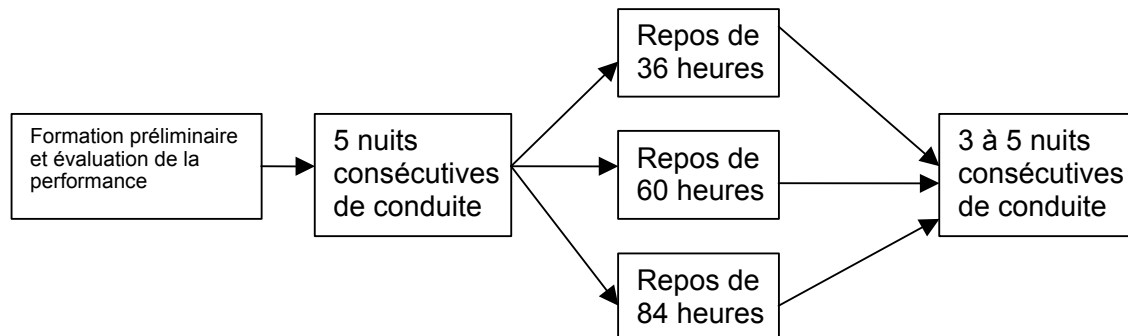 Formation préliminaire
et évaluation de la
performance
5 nuits
consécutives
de conduite
Repos de
36 heures
Repos de
60 heures
Repos de
84 heures
3 à 5 nuits
consécutives
de conduite